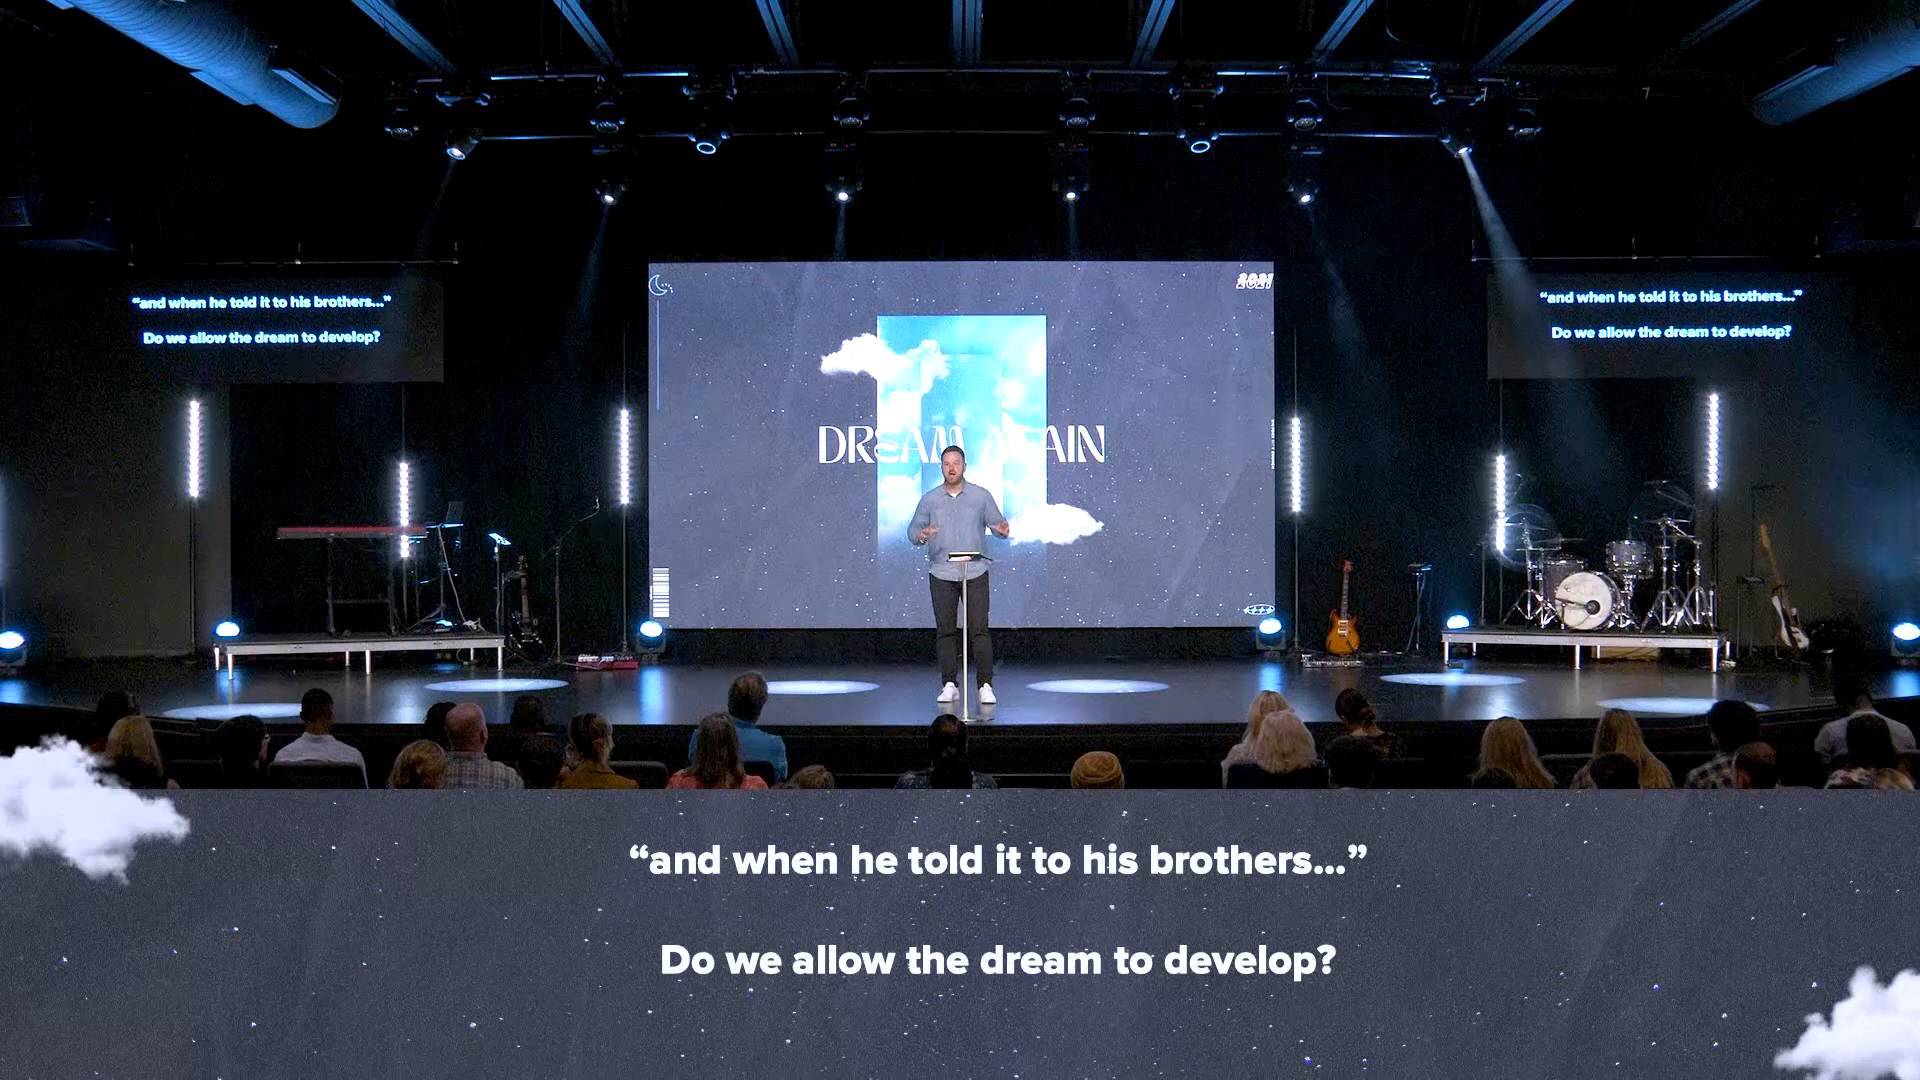 “and when he told it to his brothers...”
Do we allow the dream to develop?
“and when he told it to his brothers...”
Do we allow the dream to develop?
2021
DREAM AGAIN
“and when he told it to his brothers...”
Do we allow the dream to develop?